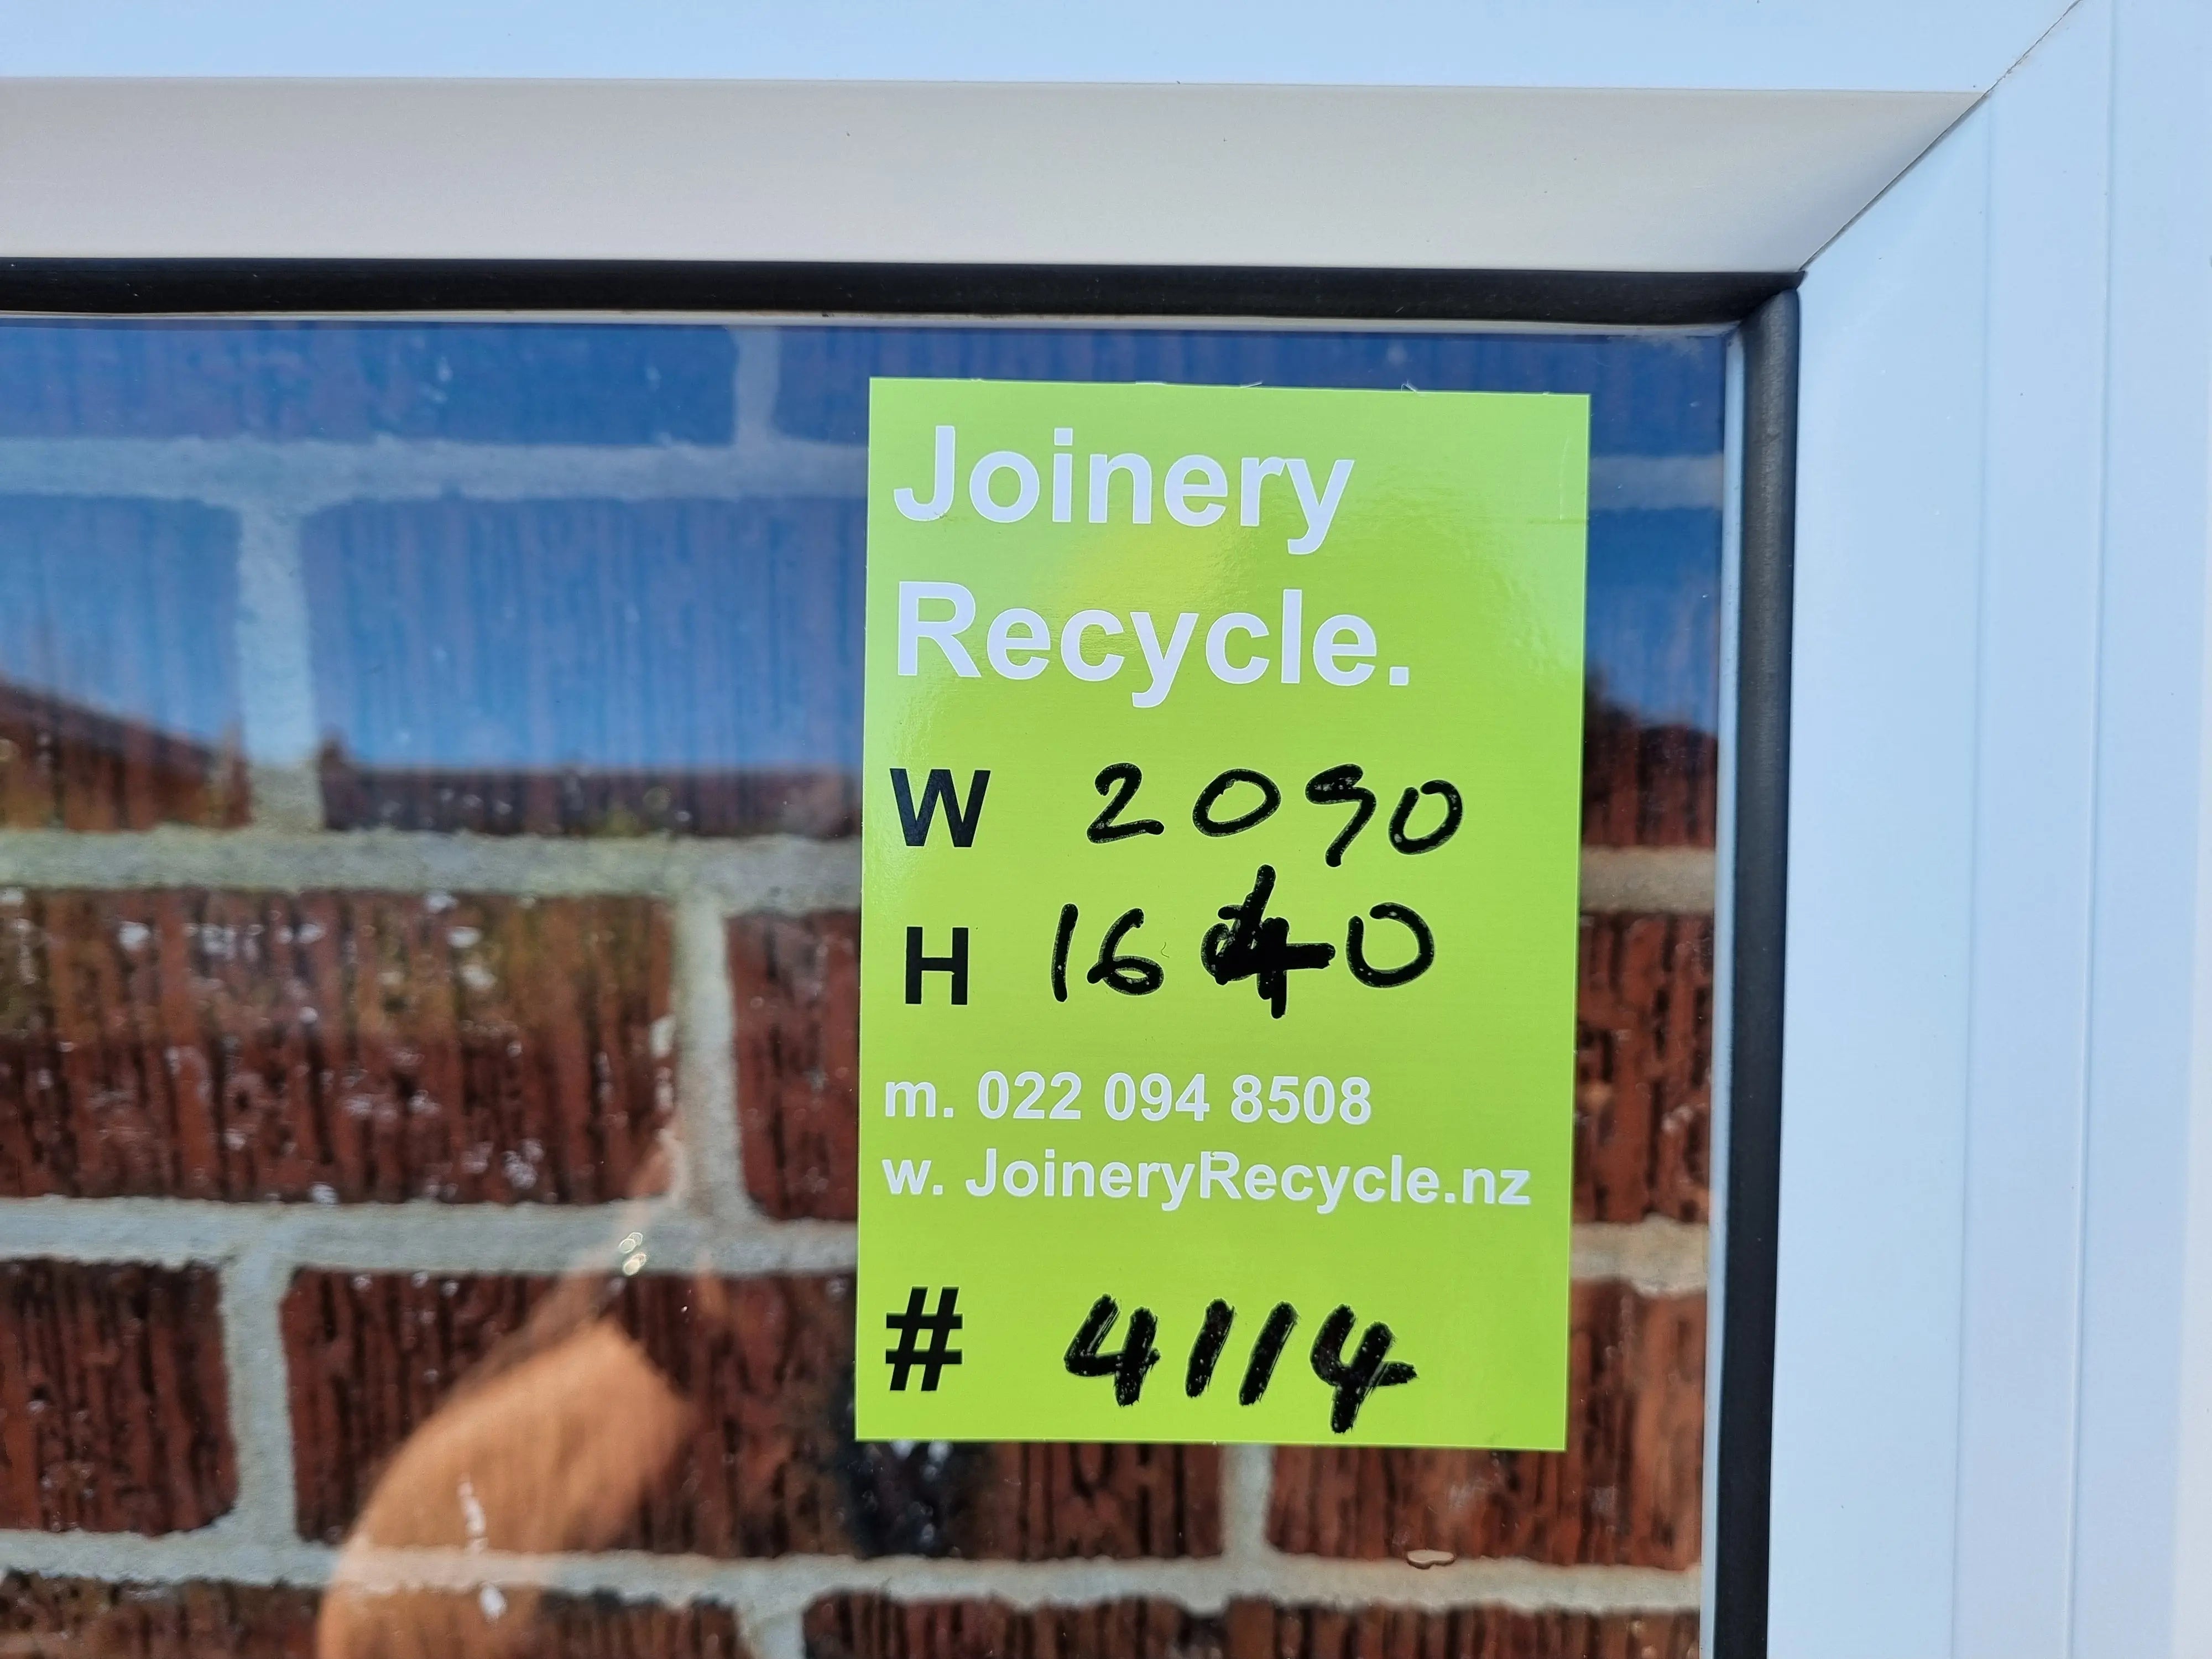 Joinery
Recycle.
W 2090
H 1640
m. 022 094 8508
w. JoineryRecycle.nz
# 4114